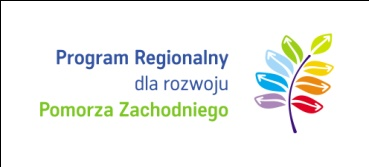 Program Regionalny
dla rozwoju
Pomorza Zachodniego